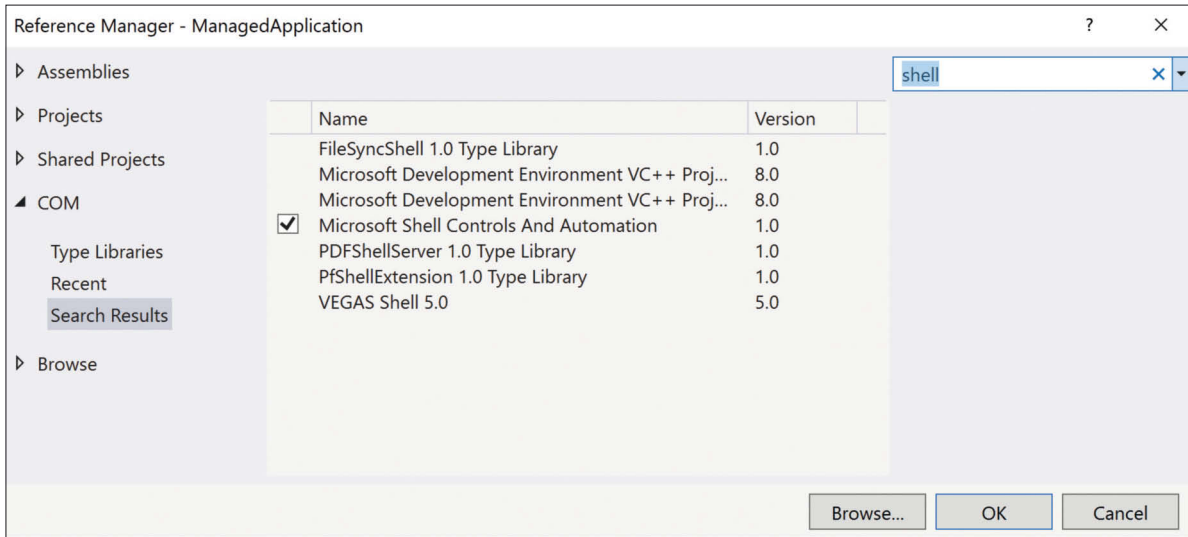 Reference Manager - ManagedApplication
?
Assemblies
Projects
Shared Projects
COM
Type Libraries
Recent
Search Results
Browse
Name Version
FileSyncShell 1.0 Type Library 1.0
Microsoft Development Environment VC++ Proj... 8.0
Microsoft Development Environment VC++ Proj... 8.0
Microsoft Shell Controls And Automation 1.0
PDFShellServer 1.0 Type Library 1.0
PfShellExtension 1.0 Type Library 1.0
VEGAS Shell 5.0 5.0
shell
Browse... OK Cancel